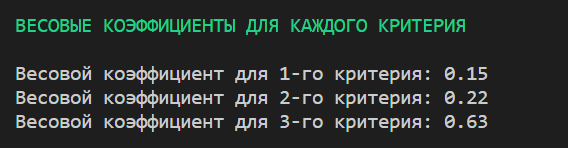 ВЕСОВЫЕ КОЭФФИЦИЕНТЫ ДЛЯ КАЖДОГО КРИТЕРИЯ
Весовой коэффициент для 1-го критерия: 0.15
Весовой коэффициент для 2-го критерия: 0.22
Весовой коэффициент для 3-го критерия: 0.63